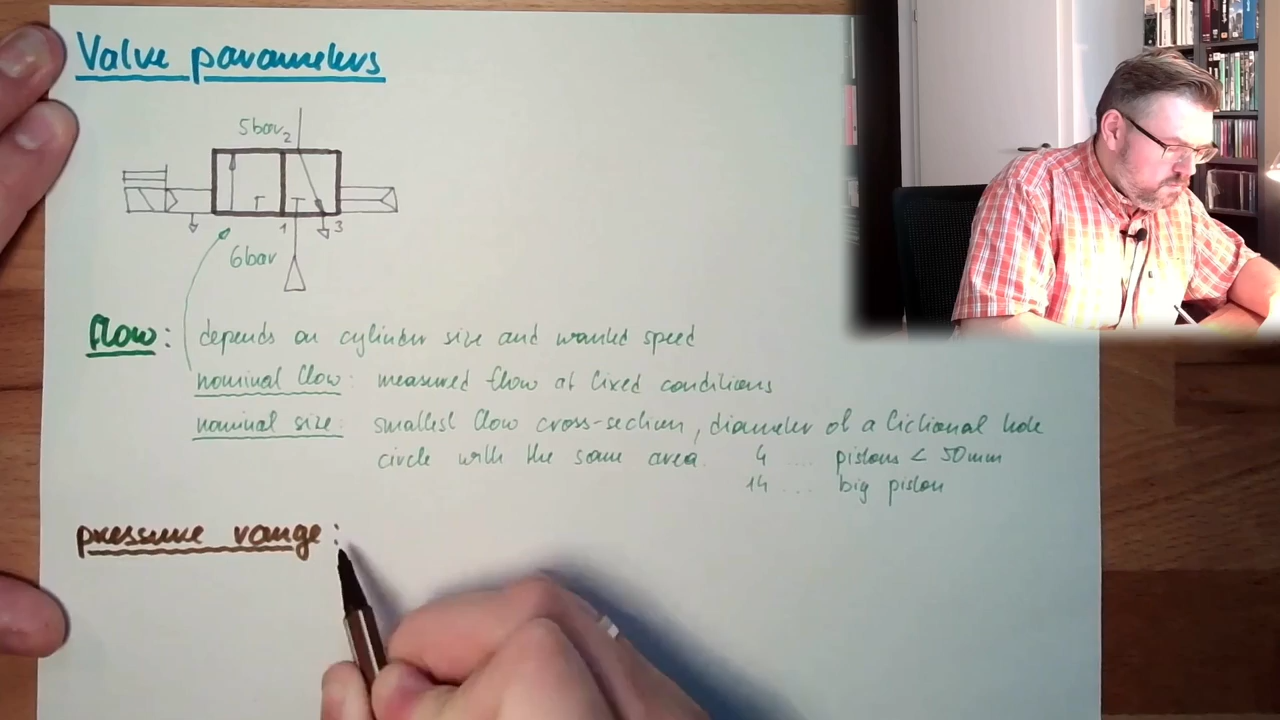 Valve parameters
5bar 2
1 3
6bar
Flow: depends on cylinder size and wanted speed
nominal flow: measured flow at fixed conditions
nominal size: smallest flow cross-section, diameter of a fictional hole
circle with the same area. 4 ... pistons < 50mm
14 ... big piston
pressure range: